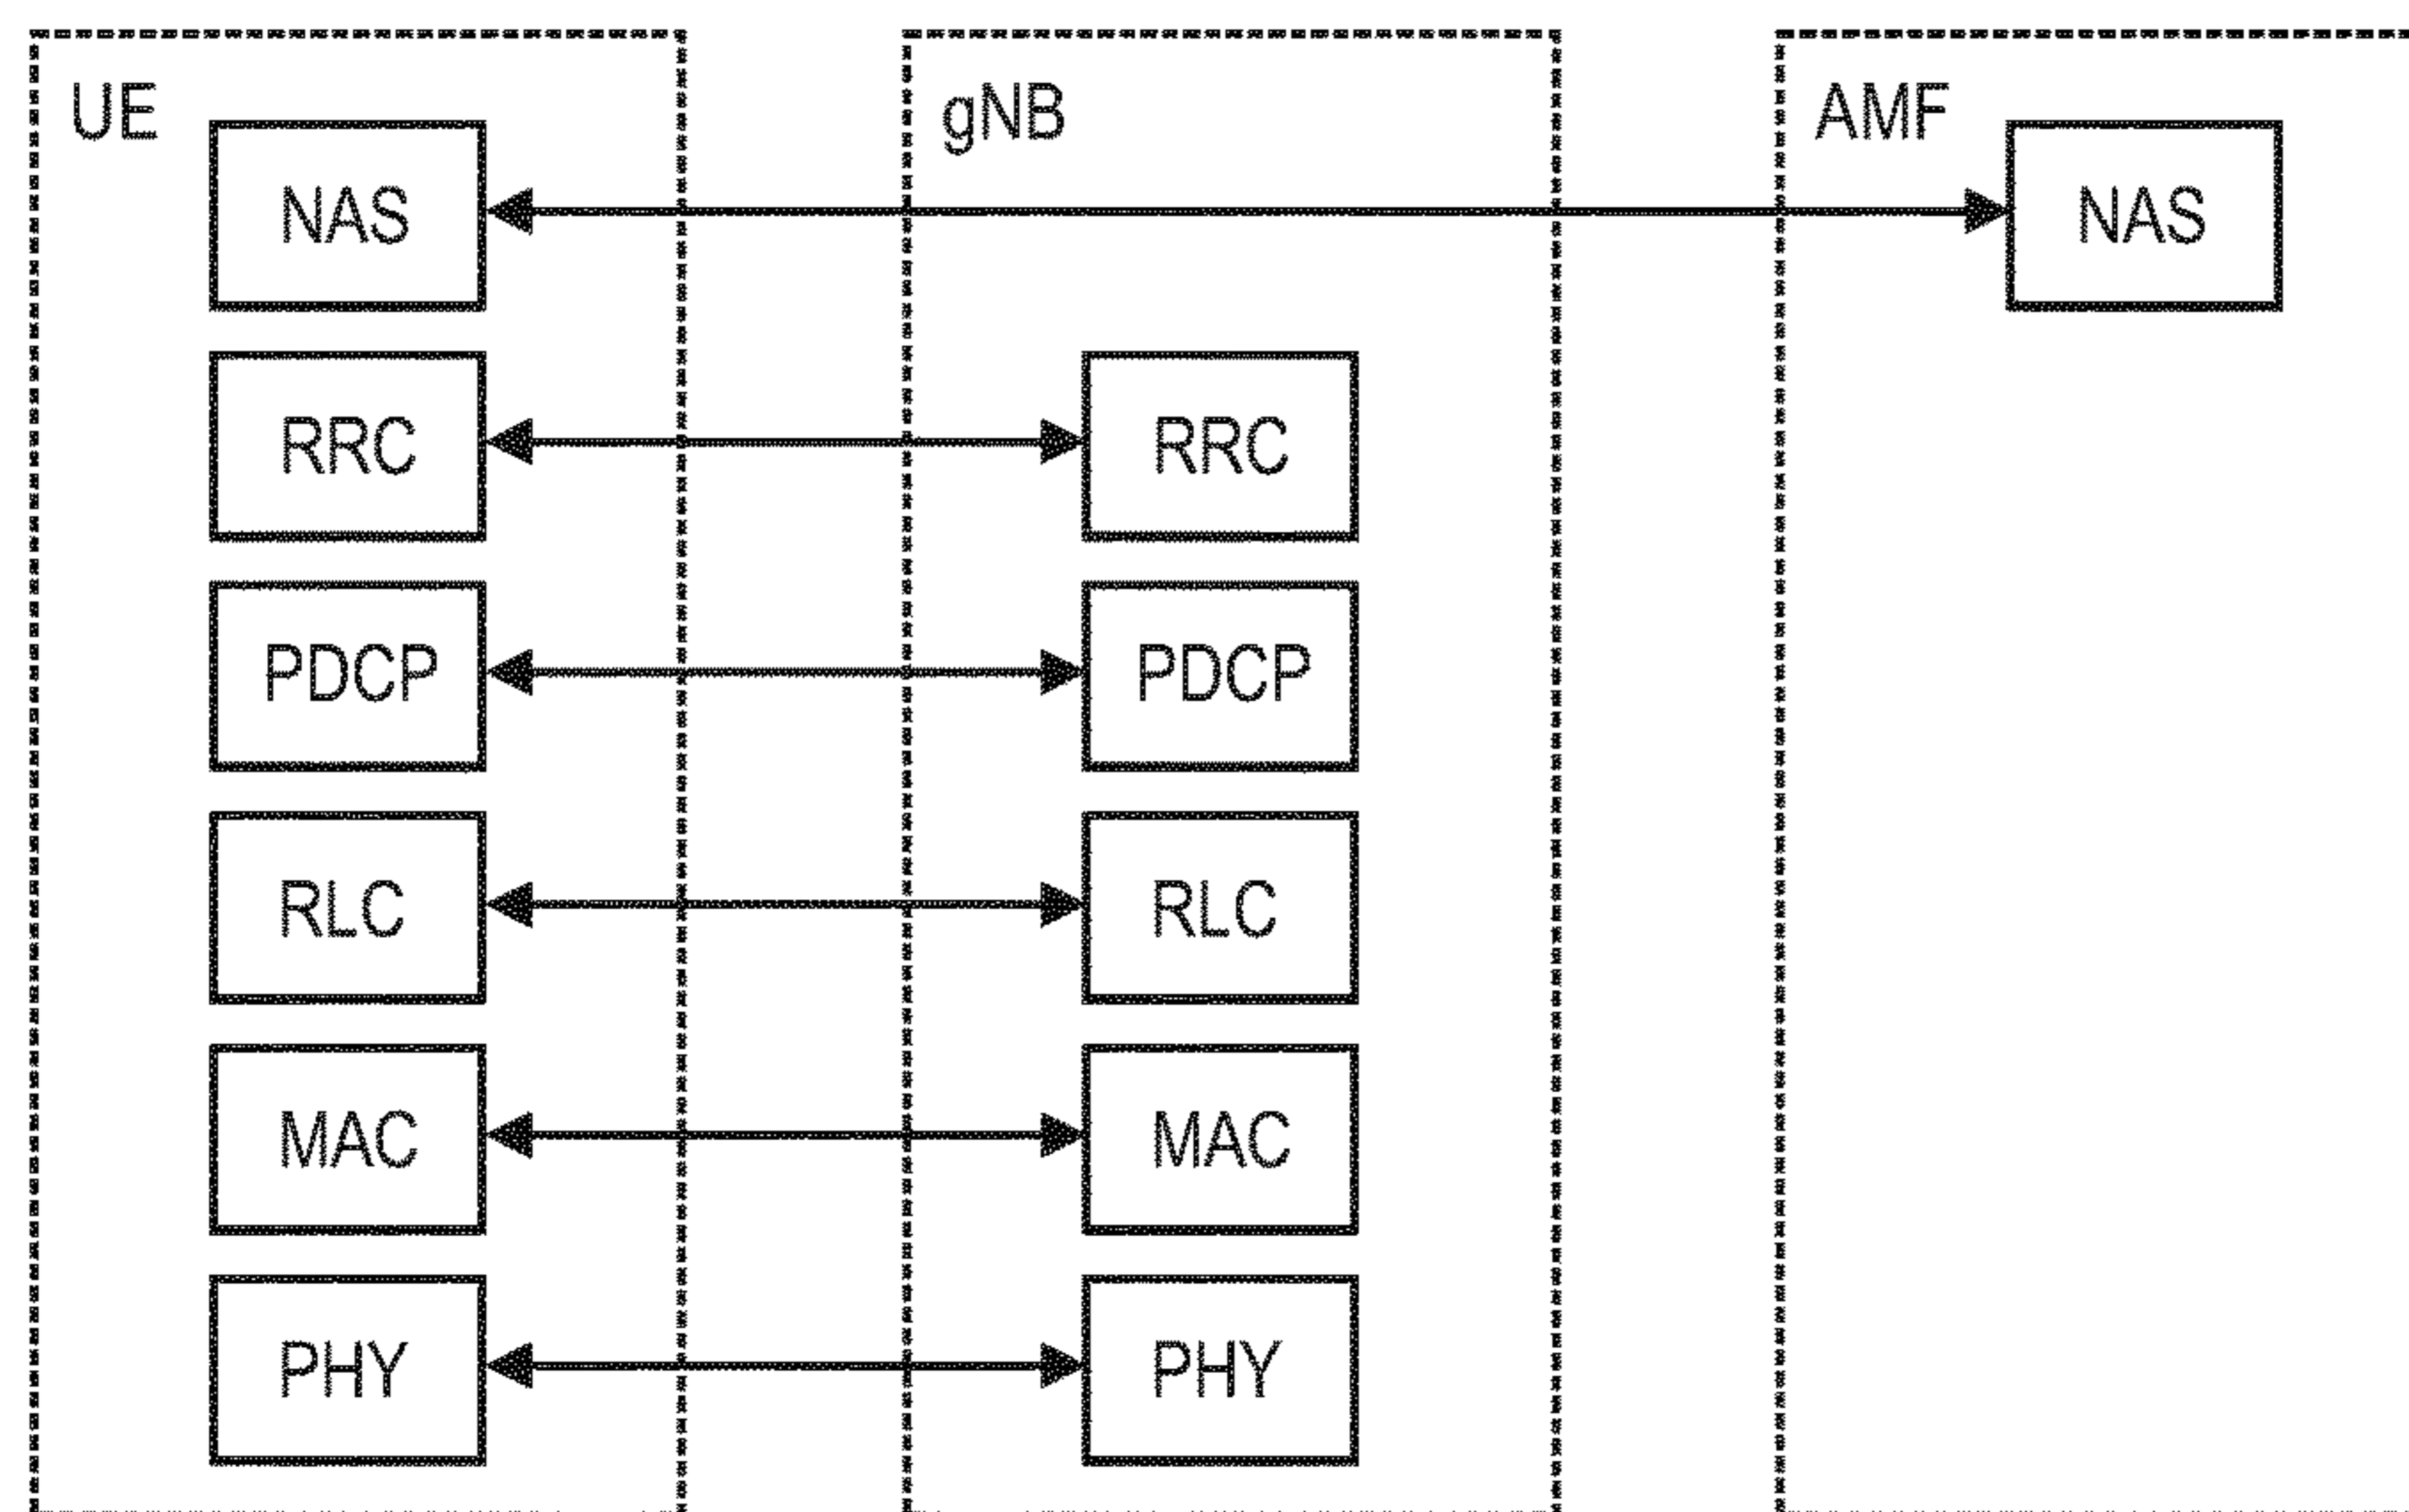 UE gNB AMF
NAS NAS
RRC RRC
PDCP PDCP
RLC RLC
MAC MAC
PHY PHY